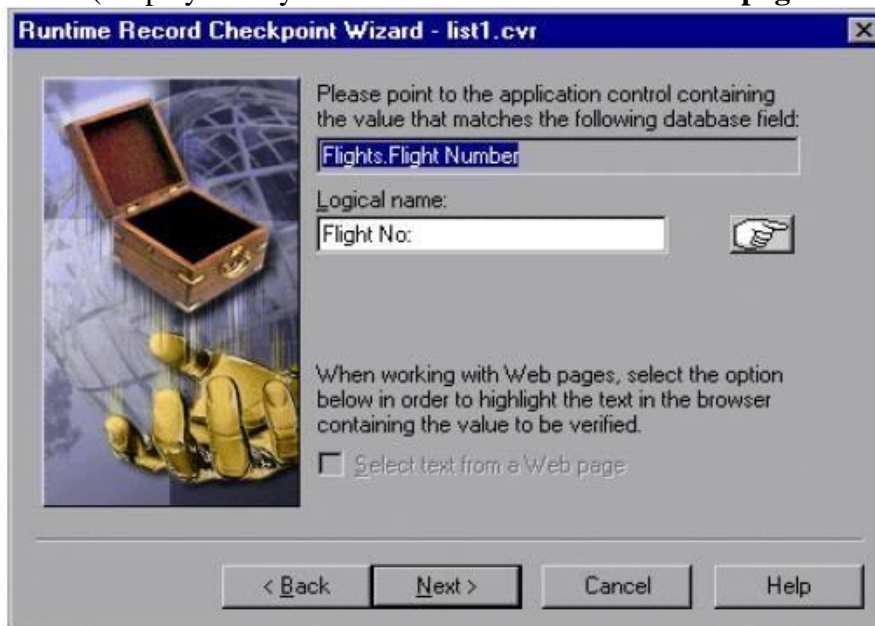 Runtime Record Checkpoint Wizard - list1.cvr
Please point to the application control containing
the value that matches the following database field:
Flights.Flight Number
Logical name:
Flight No:
When working with Web pages, select the option
below in order to highlight the text in the browser
containing the value to be verified.
Select text from a Web page
< Back Next > Cancel Help